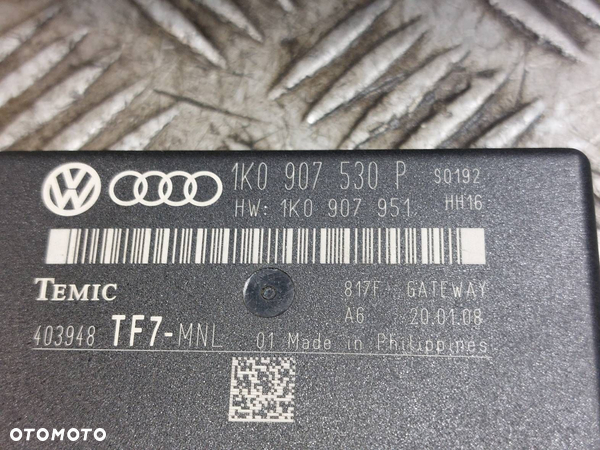 1K0 907 530 P S0192
HW: 1K0 907 951 HH16
TEMIC 817F GATEWAY
A6 20.01.08
403948 TF7-MNL 01 Made in Philippines
OTOMOTO